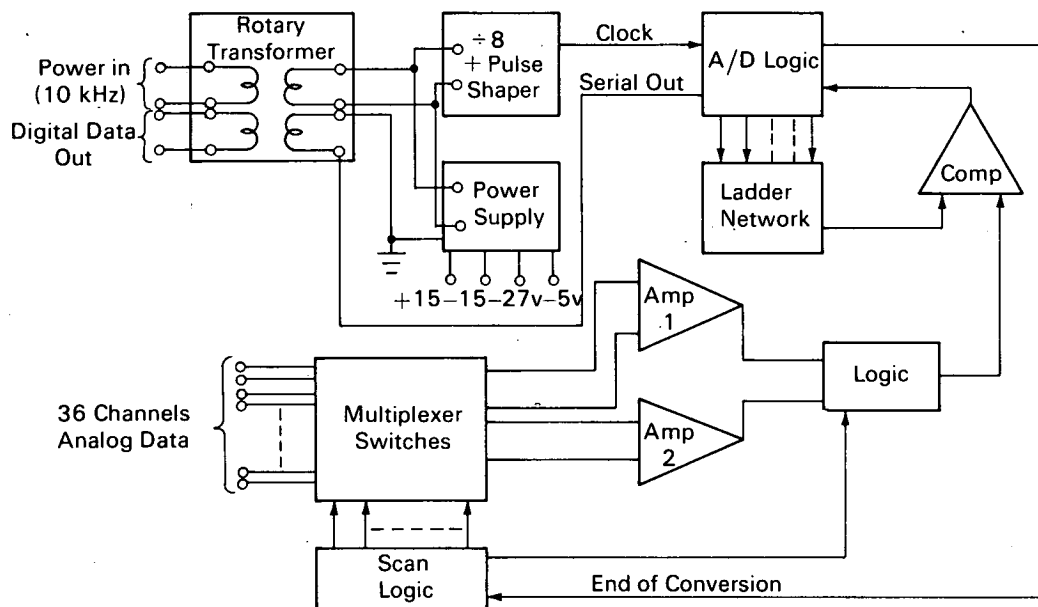 Rotary
Transformer
Power in
(10 kHz)
Digital Data
Out
÷8
+ Pulse
Shaper
Clock
Serial Out
A/D Logic
Comp
Ladder
Network
Power
Supply
+15–15–27v–5v
Amp
1
Amp
2
Logic
36 Channels
Analog Data
Multiplexer
Switches
Scan
Logic
End of Conversion